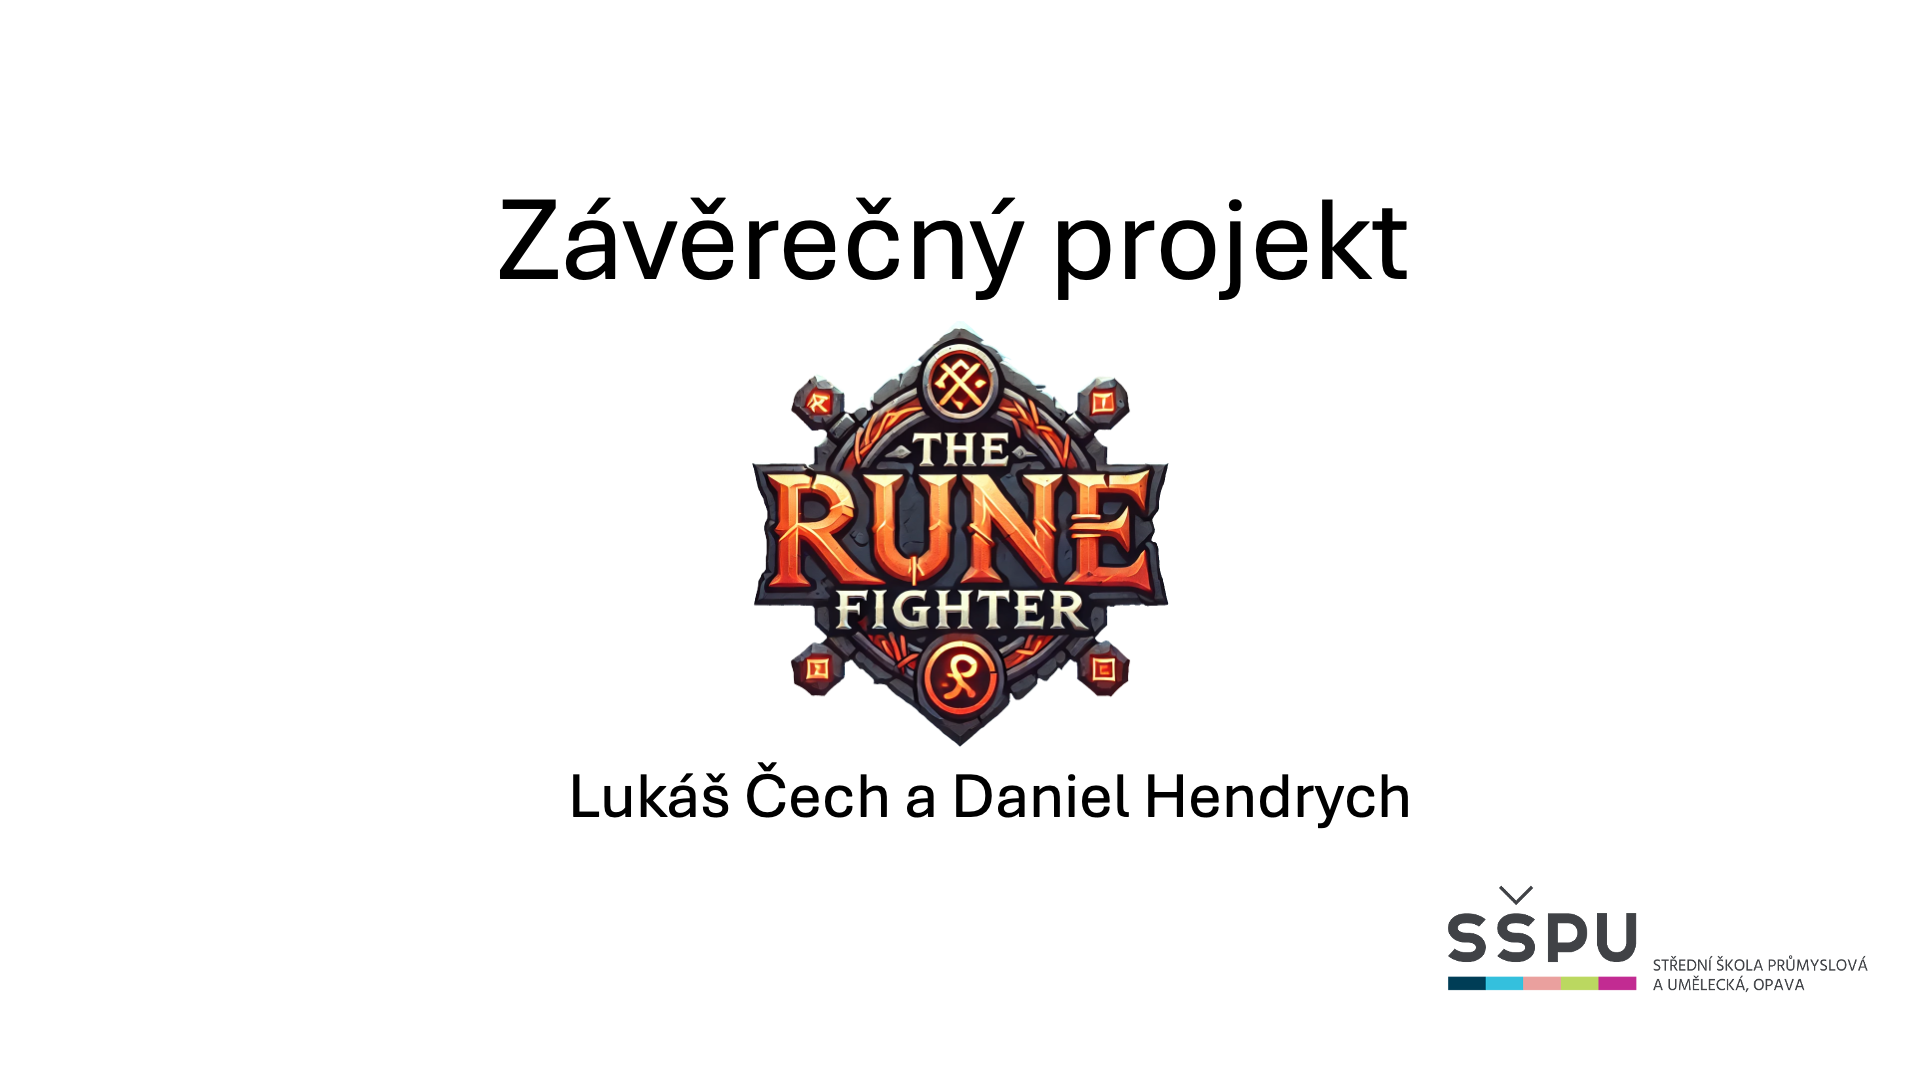 Závěrečný projekt
THE
RUNE
FIGHTER
Lukáš Čech a Daniel Hendrych
SŠPU
STŘEDNÍ ŠKOLA PRŮMYSLOVÁ
A UMĚLECKÁ, OPAVA